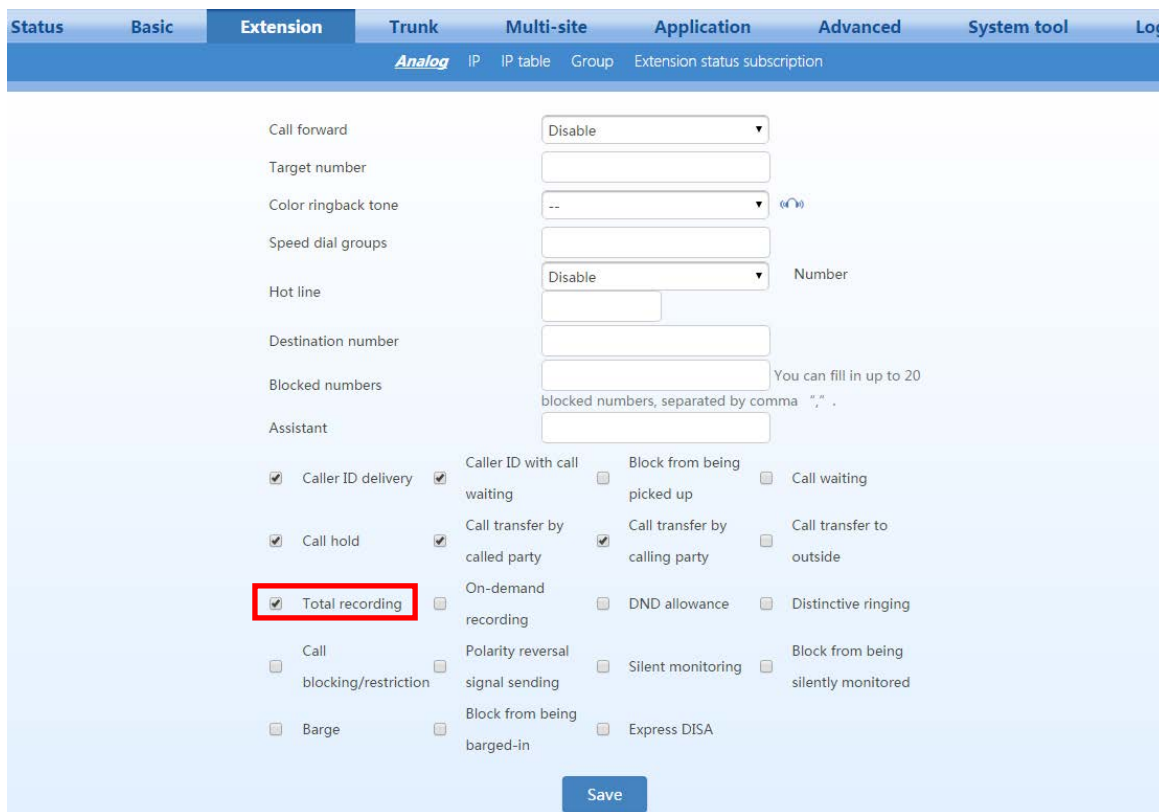 Status Basic Extension Trunk Multi-site Application Advanced System tool
Analog IP IP table Group Extension status subscription
Call forward Disable
Target number
Color ringback tone --
Speed dial groups
Hot line Disable Number
Destination number
Blocked numbers You can fill in up to 20
blocked numbers, separated by comma "," .
Assistant
Caller ID delivery
Caller ID with call
waiting
Block from being
picked up
Call waiting
Call hold
Call transfer by
called party
Call transfer by
calling party
Call transfer to
outside
Total recording
On-demand
recording
DND allowance
Distinctive ringing
Call
blocking/restriction
Polarity reversal
signal sending
Silent monitoring
Block from being
silently monitored
Barge
Block from being
barged-in
Express DISA
Save